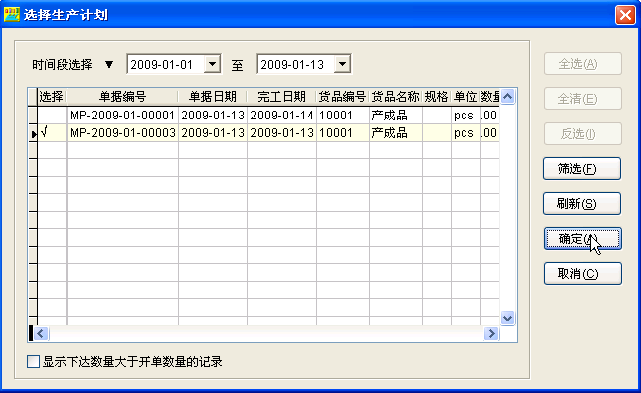 选择生产计划
时间段选择 ▼ 2009-01-01 至 2009-01-13
选择 单据编号 单据日期 完工日期 货品编号 货品名称 规格 单位 数量
MP-2009-01-00001 2009-01-13 2009-01-14 10001 产成品 pcs .00
√ MP-2009-01-00003 2009-01-13 2009-01-13 10001 产成品 pcs .00
显示下达数量大于开单数量的记录
全选(A)
全清(E)
反选(I)
筛选(F)
刷新(S)
确定(A)
取消(C)